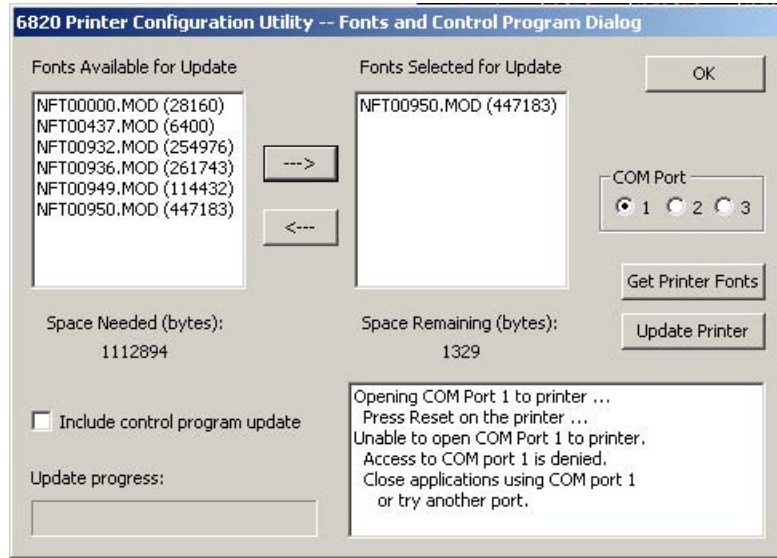 6820 Printer Configuration Utility -- Fonts and Control Program Dialog
Fonts Available for Update
NFT00000.MOD (28160)
NFT00437.MOD (6400)
NFT00932.MOD (254976)
NFT00936.MOD (261743)
NFT00949.MOD (114432)
NFT00950.MOD (447183)
--->
<---
Fonts Selected for Update
NFT00950.MOD (447183)
OK
COM Port
1 2 3
Get Printer Fonts
Update Printer
Space Needed (bytes):
1112894
Space Remaining (bytes):
1329
Include control program update
Update progress:
Opening COM Port 1 to printer ...
Press Reset on the printer ...
Unable to open COM Port 1 to printer.
Access to COM port 1 is denied.
Close applications using COM port 1
or try another port.